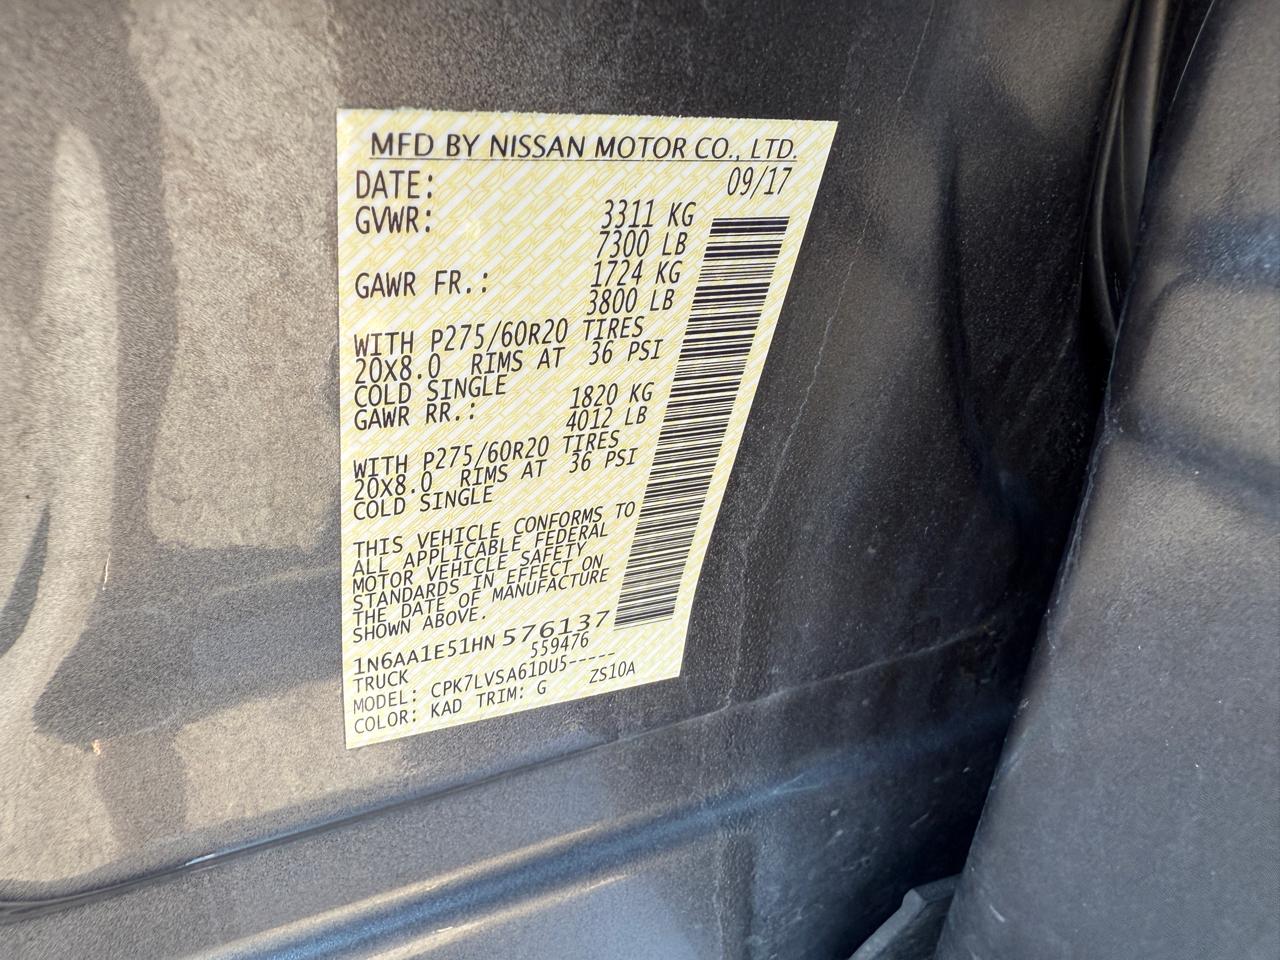 MFD BY NISSAN MOTOR CO., LTD.
DATE: 09/17
GVWR: 3311 KG
7300 LB
GAWR FR.: 1724 KG
3800 LB
WITH P275/60R20 TIRES
20X8.0 RIMS AT 36 PSI
COLD SINGLE
GAWR RR.: 1820 KG
4012 LB
WITH P275/60R20 TIRES
20X8.0 RIMS AT 36 PSI
COLD SINGLE
THIS VEHICLE CONFORMS TO
ALL APPLICABLE FEDERAL
MOTOR VEHICLE SAFETY
STANDARDS IN EFFECT ON
THE DATE OF MANUFACTURE
SHOWN ABOVE.
1N6AA1E51HN 576137
TRUCK 559476
MODEL: CPK7LVSA61DU5-----
COLOR: KAD TRIM: G ZS10A